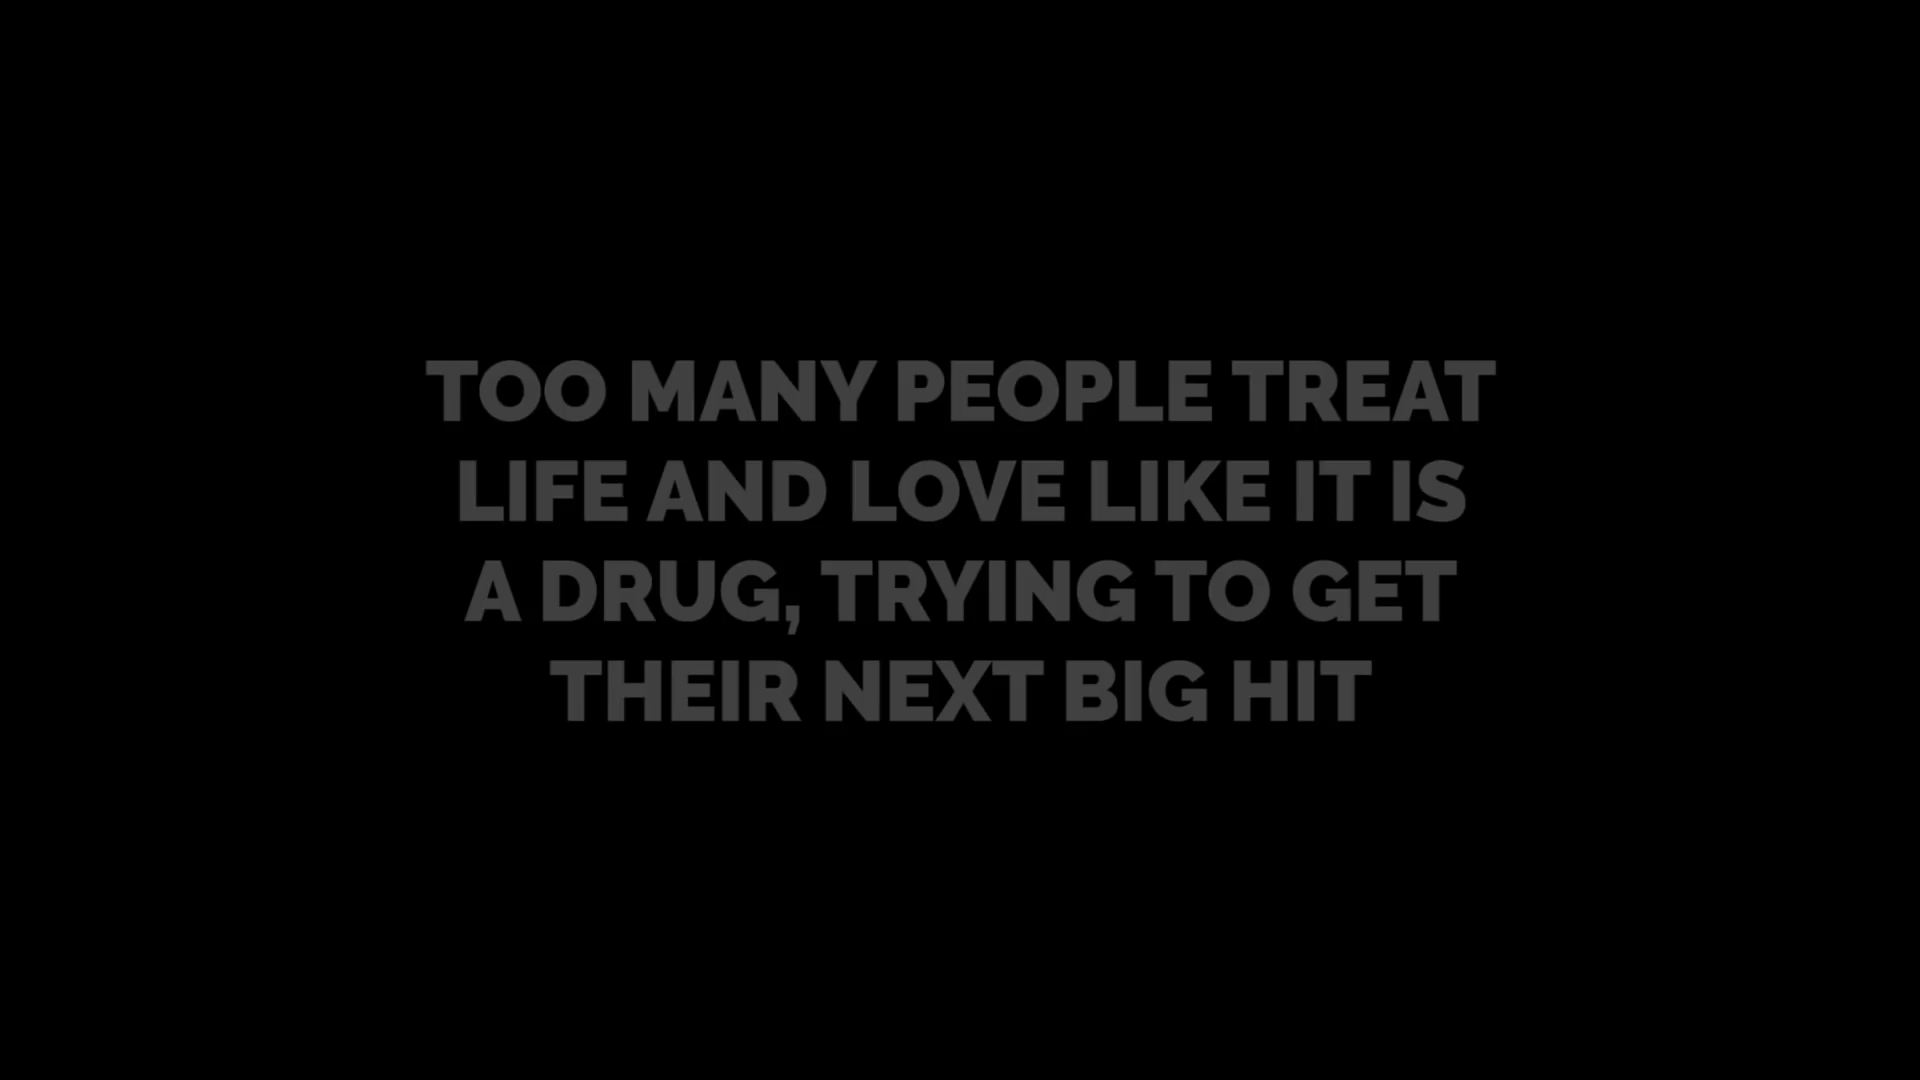 TOO MANY PEOPLE TREAT
LIFE AND LOVE LIKE IT IS
A DRUG, TRYING TO GET
THEIR NEXT BIG HIT